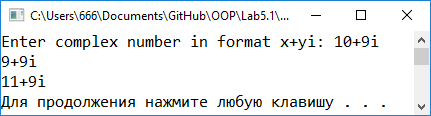 C:\Users\666\Documents\GitHub\OOP\Lab5.1\...
Enter complex number in format x+yi: 10+9i
9+9i
11+9i
Для продолжения нажмите любую клавишу . . .